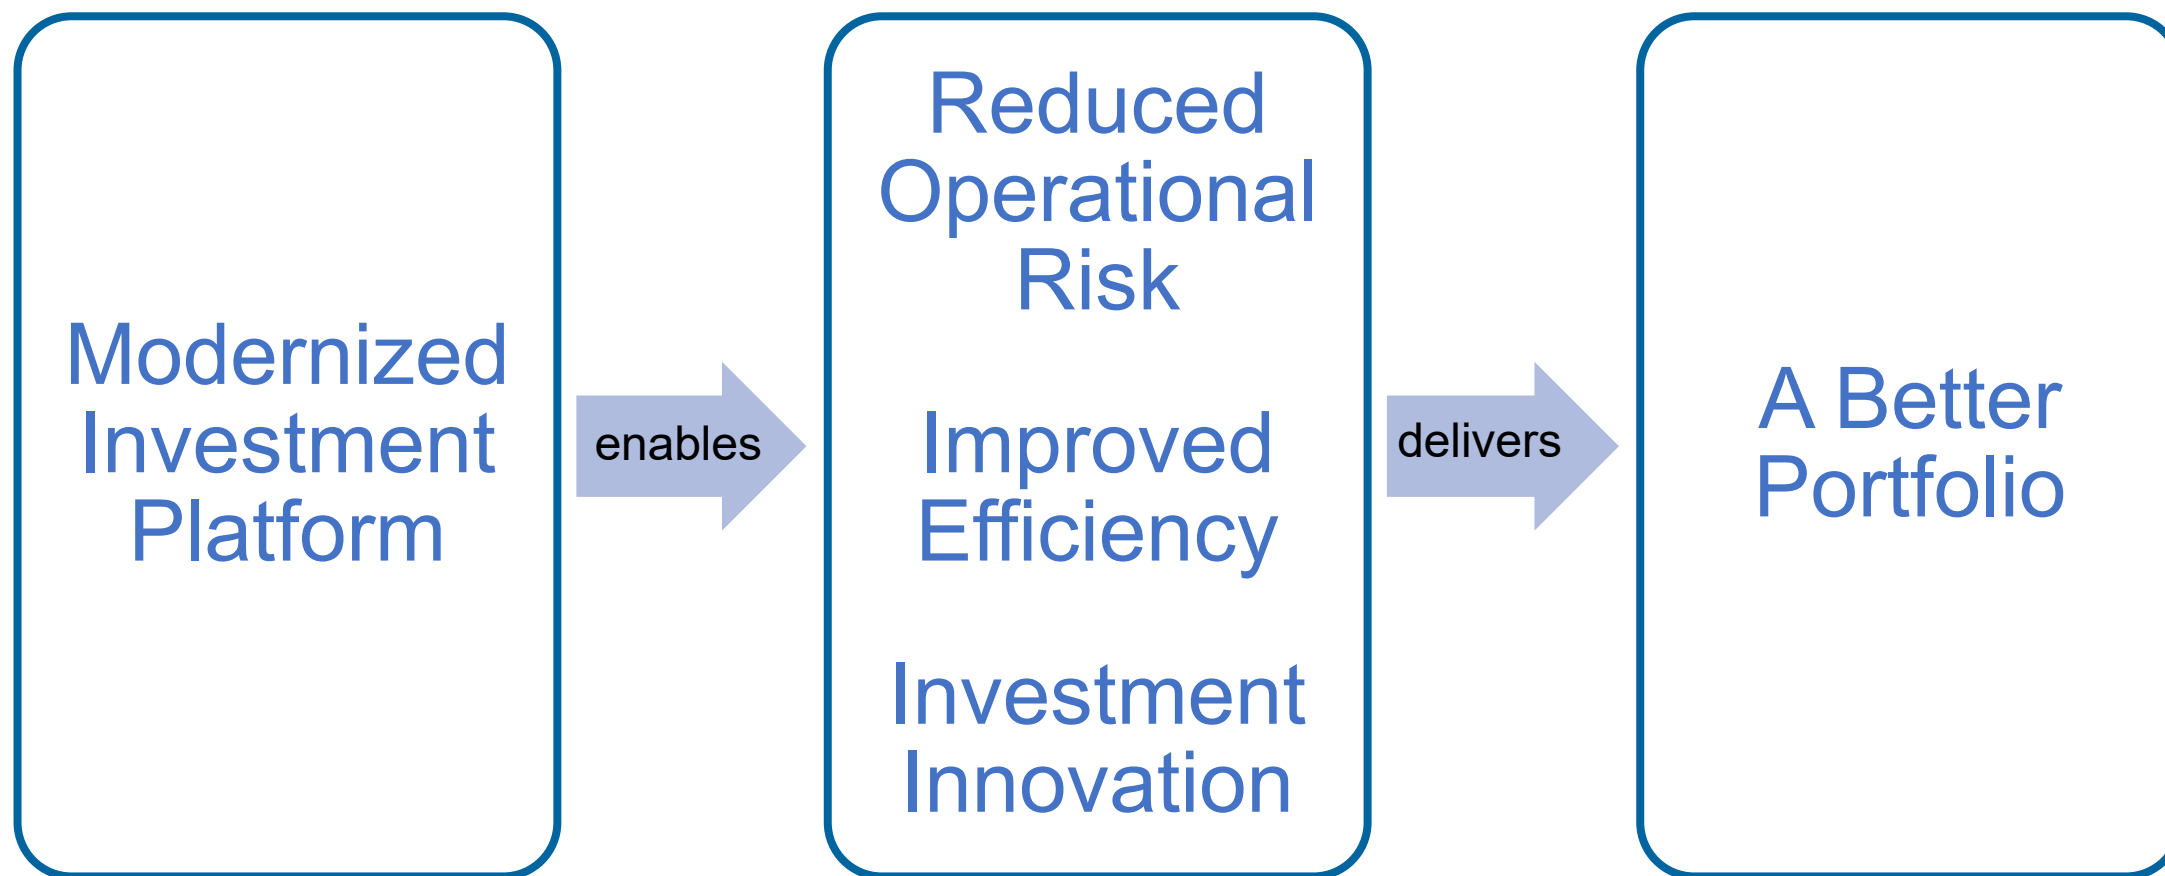 Modernized
Investment
Platform
enables
Reduced
Operational
Risk
Improved
Efficiency
Investment
Innovation
delivers
A Better
Portfolio